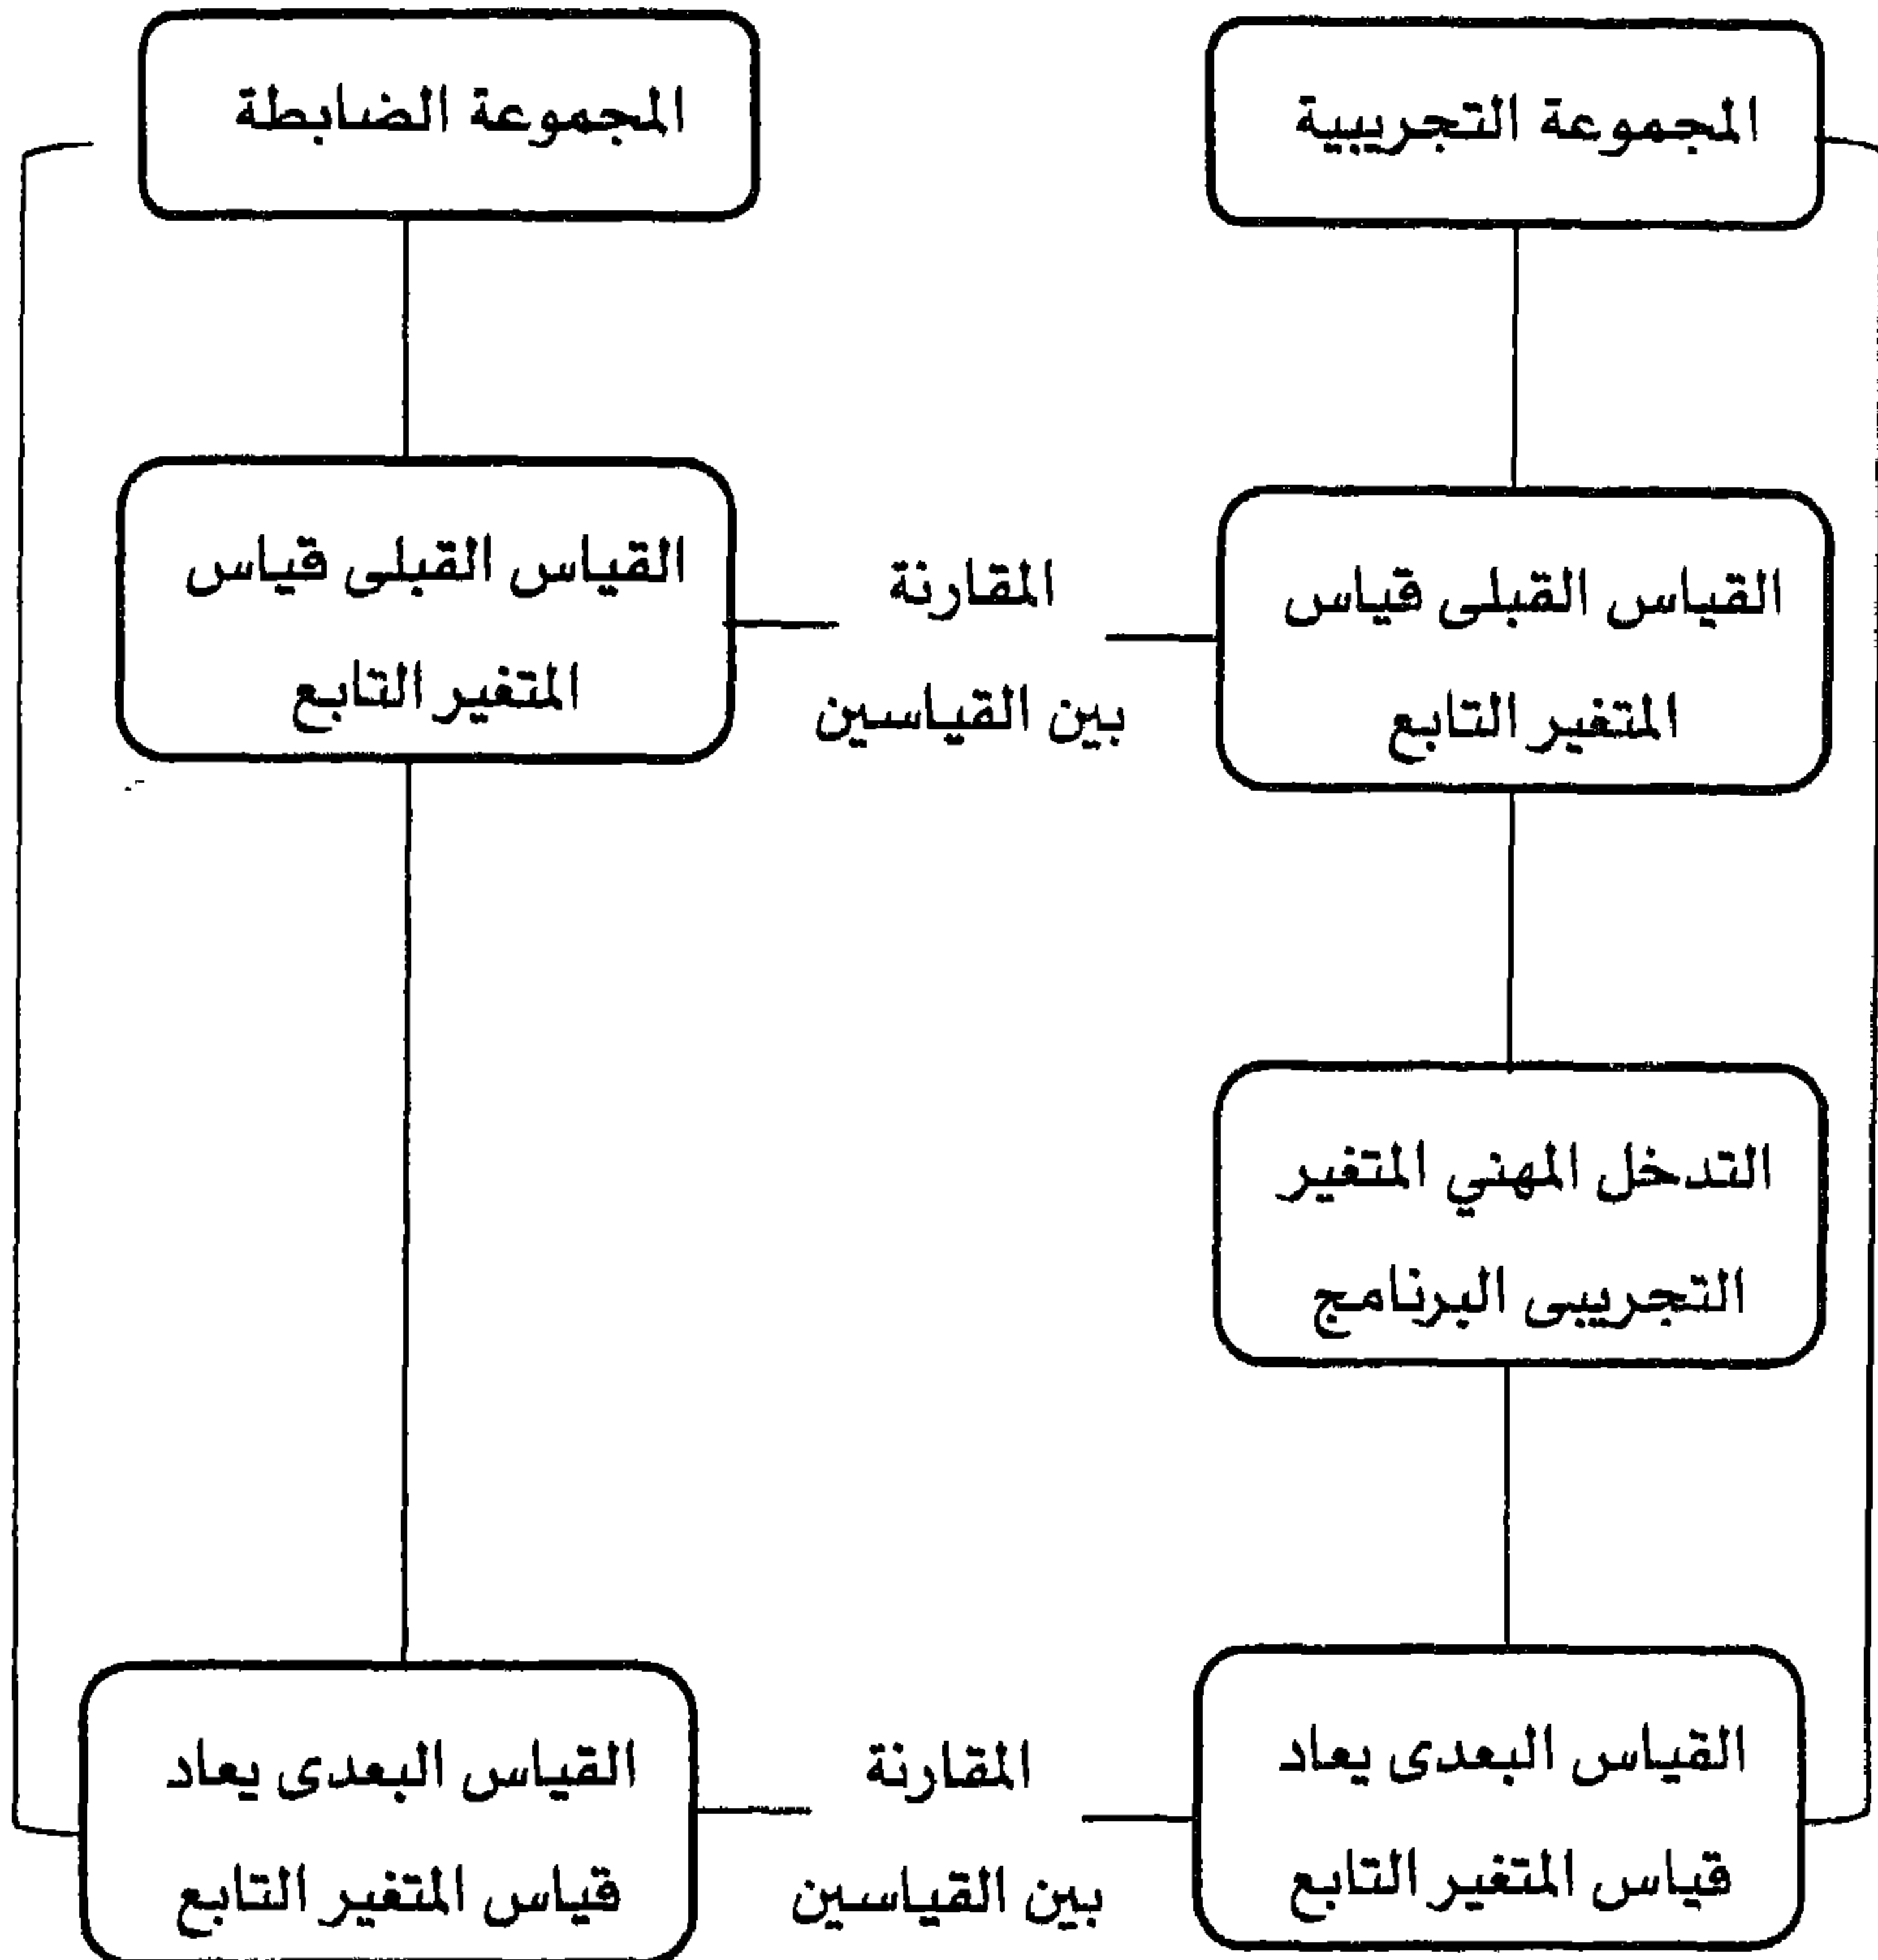 المجموعة التجريبية
المجموعة الضابطة
القياس القبلى قياس
المتغير التابع
المقارنة
بين القياسين
القياس القبلى قياس
المتغير التابع
التدخل المهني المتغير
التجريبى البرنامج
القياس البعدى يعاد
قياس المتغير التابع
المقارنة
بين القياسين
القياس البعدى يعاد
قياس المتغير التابع